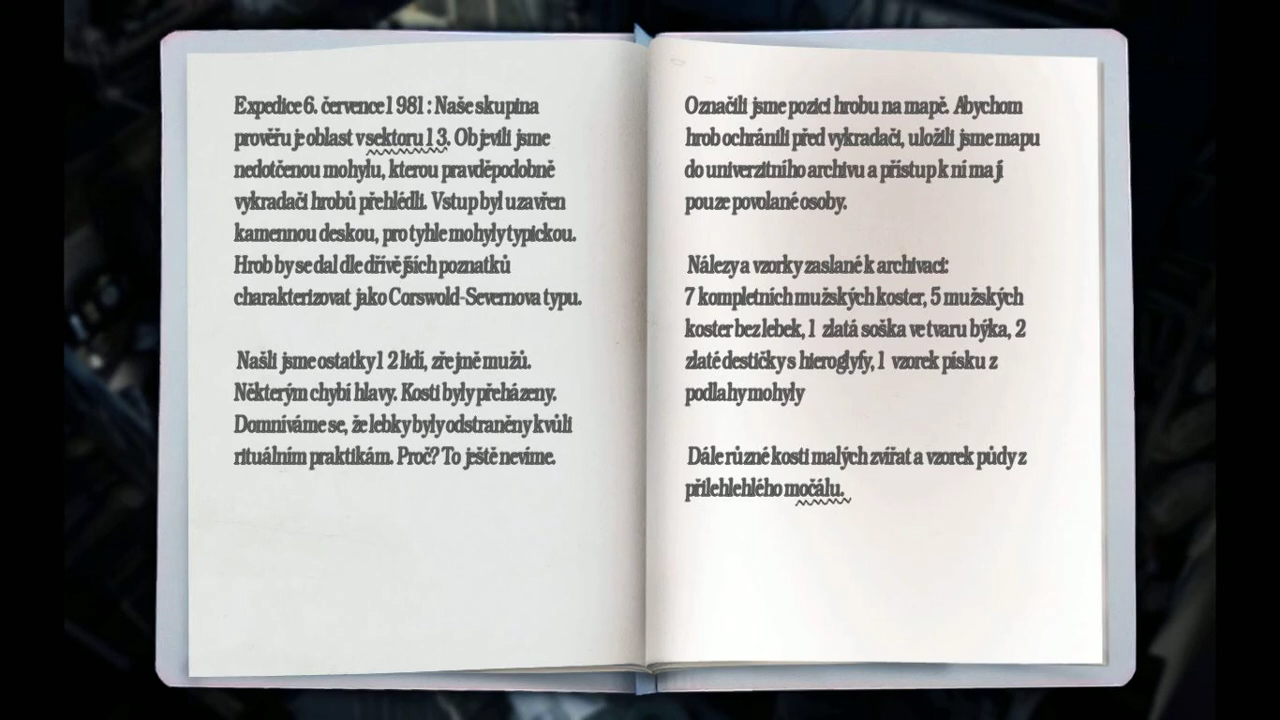 Expedice 6. července 1981: Naše skupina
prověřuje oblast v sektoru 13. Objevili jsme
nedotčenou mohylu, kterou pravděpodobně
vykradači hrobů přehlédli. Vstup byl uzavřen
kamennou deskou, pro tyhle mohyly typickou.
Hrob by se dal dle dřívějších poznatků
charakterizovat jako Corswold-Severnova typu.
Našli jsme ostatky 12 lidí, zřejmě mužů.
Některým chybí hlavy. Kosti byly přeházeny.
Domníváme se, že lebky byly odstraněny kvůli
rituálním praktikám. Proč? To ještě nevíme.
Označili jsme pozici hrobu na mapě. Abychom
hrob ochránili před vykradači, uložili jsme mapu
do univerzitního archivu a přístup k ní mají
pouze povolané osoby.
Nálezy a vzorky zaslané k archivaci:
7 kompletních mužských koster, 5 mužských
koster bez lebek, 1 zlatá soška ve tvaru býka, 2
zlaté destičky s hieroglyfy, 1 vzorek písku z
podlahy mohyly
Dále různé kosti malých zvířat a vzorek půdy z
přilehlehlého močálu.